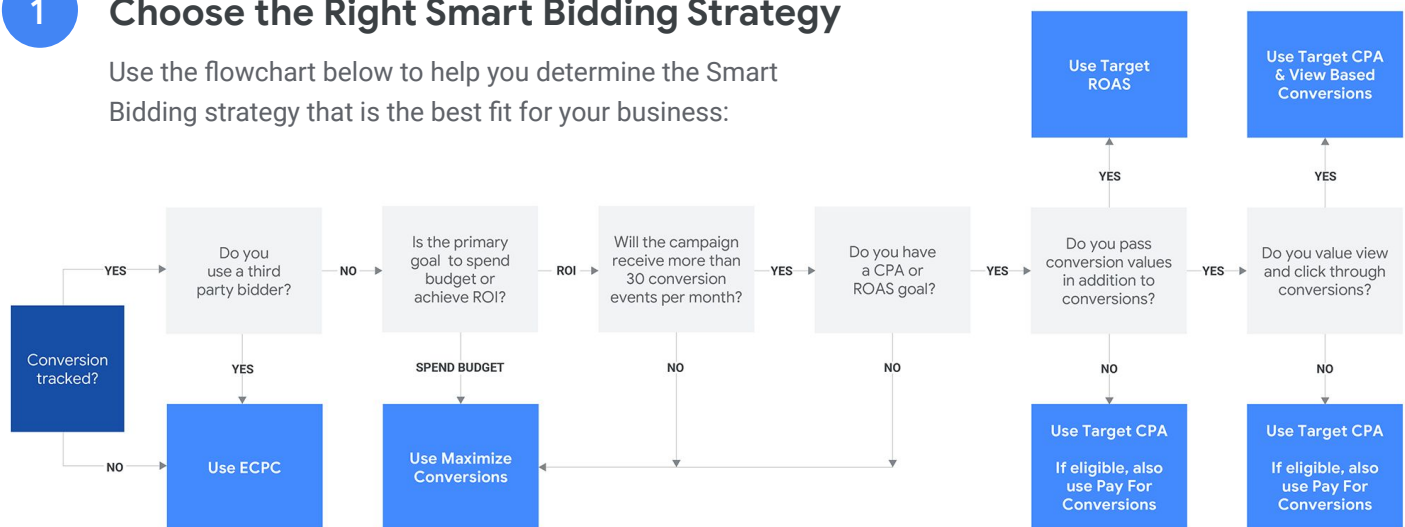 1
Choose the Right Smart Bidding Strategy
Use the flowchart below to help you determine the Smart
Bidding strategy that is the best fit for your business:
Use Target
ROAS
Use Target CPA
& View Based
Conversions
YES
YES
Conversion
tracked?
YES
NO
Do you
use a third
party bidder?
NO
Is the primary
goal to spend
budget or
achieve ROI?
ROI
Will the campaign
receive more than
30 conversion
events per month?
YES
Do you have
a CPA or
ROAS goal?
YES
Do you pass
conversion values
in addition to
conversions?
YES
Do you value view
and click through
conversions?
YES
SPEND BUDGET
NO
NO
NO
NO
Use ECPC
Use Maximize
Conversions
Use Target CPA
If eligible, also
use Pay For
Conversions
Use Target CPA
If eligible, also
use Pay For
Conversions